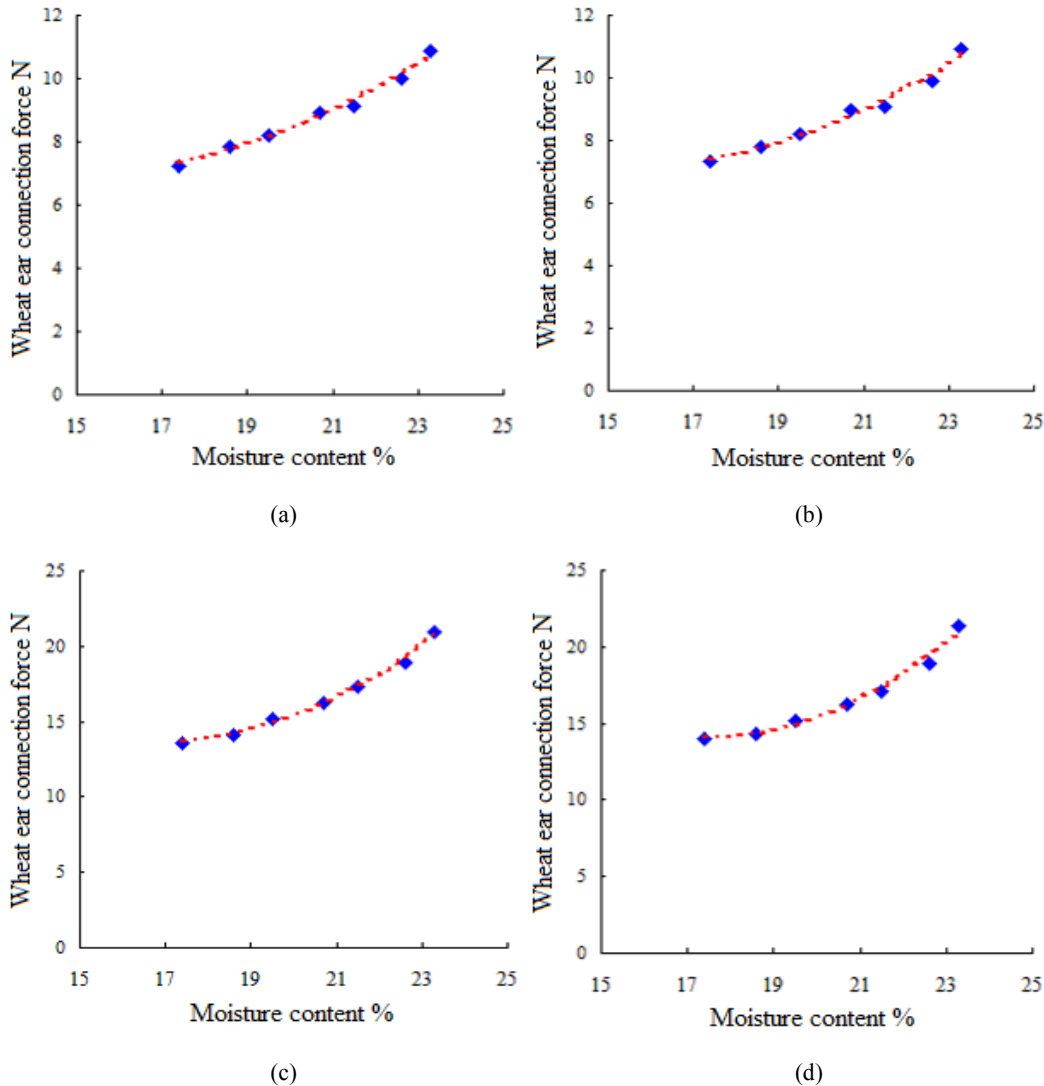 Wheat ear connection force N
12
10
8
6
4
2
0
15 17 19 21 23 25
Moisture content %
(a)
Wheat ear connection force N
12
10
8
6
4
2
0
15 17 19 21 23 25
Moisture content %
(b)
Wheat ear connection force N
25
20
15
10
5
0
15 17 19 21 23 25
Moisture content %
(c)
Wheat ear connection force N
25
20
15
10
5
0
15 17 19 21 23 25
Moisture content %
(d)